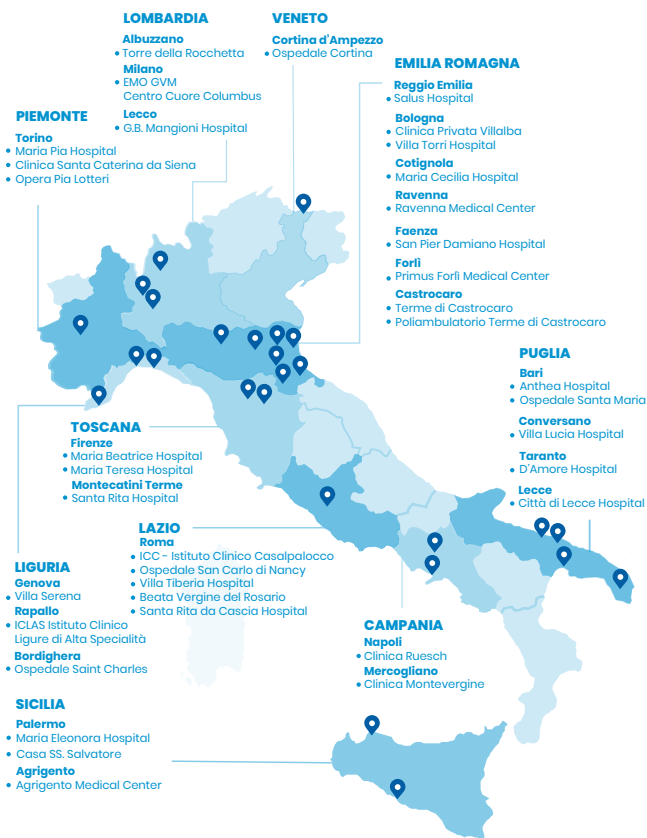 LOMBARDIA
Albuzzano
• Torre della Rocchetta
Milano
• EMO GVM
Centro Cuore Columbus
Lecco
• G.B. Mangioni Hospital
VENETO
Cortina d'Ampezzo
• Ospedale Cortina
EMILIA ROMAGNA
Reggio Emilia
• Salus Hospital
Bologna
• Clinica Privata Villalba
• Villa Torri Hospital
Cotignola
• Maria Cecilia Hospital
Ravenna
• Ravenna Medical Center
Faenza
• San Pier Damiano Hospital
Forlì
• Primus Forlì Medical Center
Castrocaro
• Terme di Castrocaro
• Poliambulatorio Terme di Castrocaro
PIEMONTE
Torino
• Maria Pia Hospital
• Clinica Santa Caterina da Siena
• Opera Pia Lotteri
PUGLIA
Bari
• Anthea Hospital
• Ospedale Santa Maria
Conversano
• Villa Lucia Hospital
Taranto
• D'Amore Hospital
Lecce
• Città di Lecce Hospital
TOSCANA
Firenze
• Maria Beatrice Hospital
• Maria Teresa Hospital
Montecatini Terme
• Santa Rita Hospital
LAZIO
Roma
• ICC - Istituto Clinico Casalpalocco
• Ospedale San Carlo di Nancy
• Villa Tiberia Hospital
• Beata Vergine del Rosario
• Santa Rita da Cascia Hospital
LIGURIA
Genova
• Villa Serena
Rapallo
• ICLAS Istituto Clinico
Ligure di Alta Specialità
Bordighera
• Ospedale Saint Charles
CAMPANIA
Napoli
• Clinica Ruesch
Mercogliano
• Clinica Montevergine
SICILIA
Palermo
• Maria Eleonora Hospital
• Casa SS. Salvatore
Agrigento
• Agrigento Medical Center